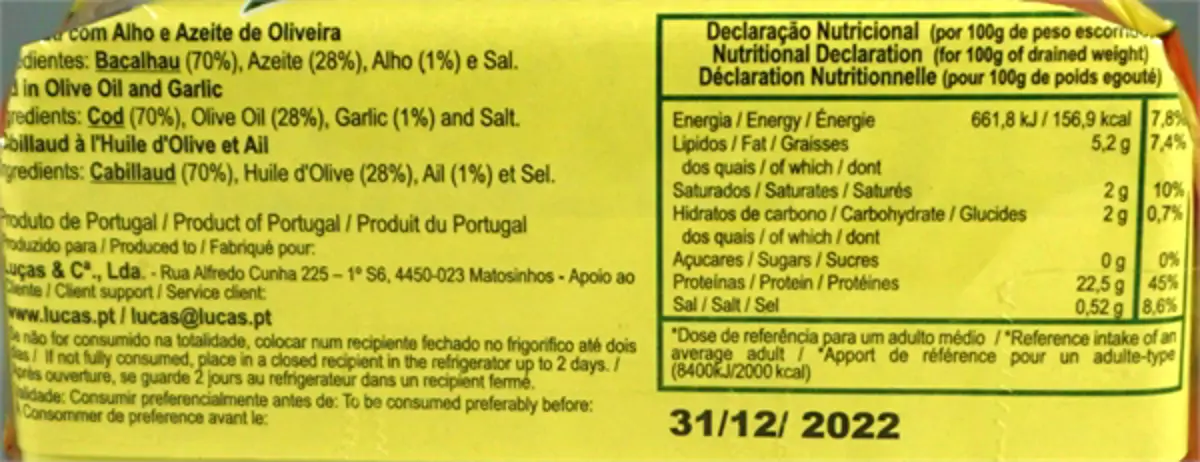 com Alho e Azeite de Oliveira
dientes: Bacalhau (70%), Azeite (28%), Alho (1%) e Sal.
in Olive Oil and Garlic
redients: Cod (70%), Olive Oil (28%), Garlic (1%) and Salt.
billaud à l'Huile d'Olive et Ail
gredients: Cabillaud (70%), Huile d'Olive (28%), Ail (1%) et Sel.
Produto de Portugal / Product of Portugal / Produit du Portugal
Produzido para / Produced to / Fabriqué pour:
Luças & Cª., Lda. - Rua Alfredo Cunha 225 – 1º S6, 4450-023 Matosinhos - Apoio ao
Cliente / Client support / Service client:
www.lucas.pt / lucas@lucas.pt
Se não for consumido na totalidade, colocar num recipiente fechado no frigorifico até dois
dias / If not fully consumed, place in a closed recipient in the refrigerator up to 2 days. /
Après ouverture, se guarde 2 jours au refrigerateur dans un recipient fermé.
Validade: Consumir preferencialmente antes de: To be consumed preferably before:
A Consommer de preference avant le:
Declaração Nutricional (por 100g de peso escorrido)
Nutritional Declaration (for 100g of drained weight)
Déclaration Nutritionnelle (pour 100g de poids egouté)
Energia / Energy / Énergie 661,8 kJ / 156,9 kcal 7,8%
Lipidos / Fat / Graisses 5,2 g 7,4%
dos quais / of which / dont
Saturados / Saturates / Saturés 2 g 10%
Hidratos de carbono / Carbohydrate / Glucides 2 g 0,7%
dos quais / of which / dont
Açucares / Sugars / Sucres 0 g 0%
Proteínas / Protein / Protéines 22,5 g 45%
Sal / Salt / Sel 0,52 g 8,6%
*Dose de referência para um adulto médio / *Reference intake of an
average adult / *Apport de référence pour un adulte-type
(8400kJ/2000 kcal)
31/12/ 2022